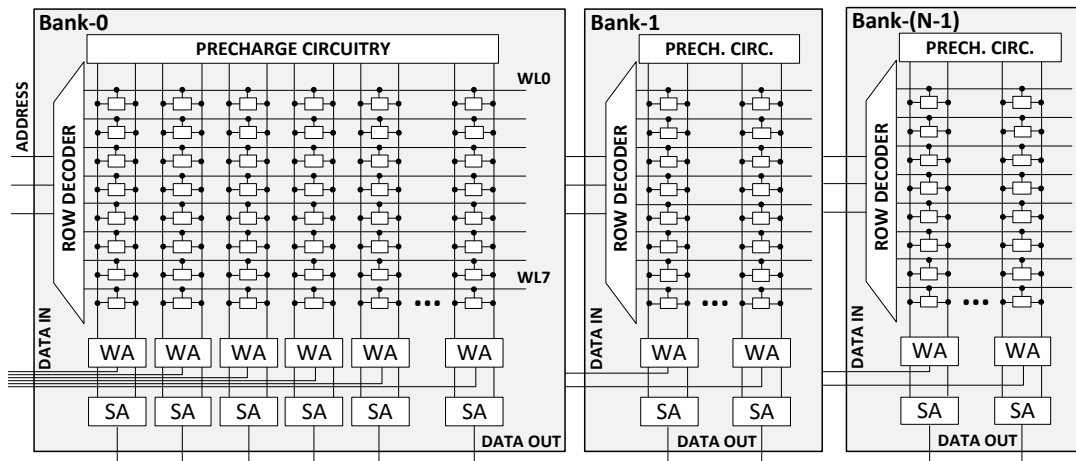 Bank-0
PRECHARGE CIRCUITRY
ADDRESS
ROW DECODER
WL0
WL7
DATA IN
WA WA WA WA WA WA
SA SA SA SA SA SA
DATA OUT
Bank-1
PRECH. CIRC.
ROW DECODER
DATA IN
WA WA
SA SA
DATA OUT
Bank-(N-1)
PRECH. CIRC.
ROW DECODER
DATA IN
WA WA
SA SA
DATA OUT